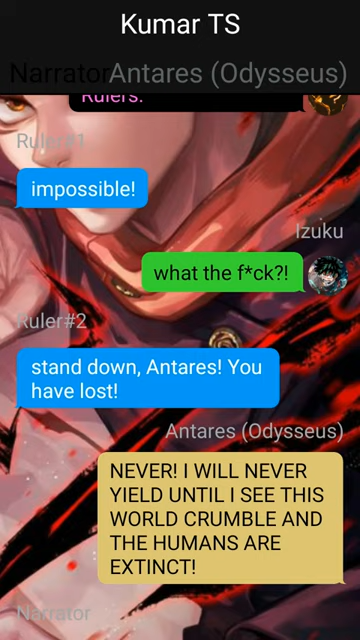 Kumar TS
Narrator
Antares (Odysseus)
Rulers.
Ruler#1
impossible!
Izuku
what the f*ck?!
Ruler#2
stand down, Antares! You
have lost!
Antares (Odysseus)
NEVER! I WILL NEVER
YIELD UNTIL I SEE THIS
WORLD CRUMBLE AND
THE HUMANS ARE
EXTINCT!
Narrator